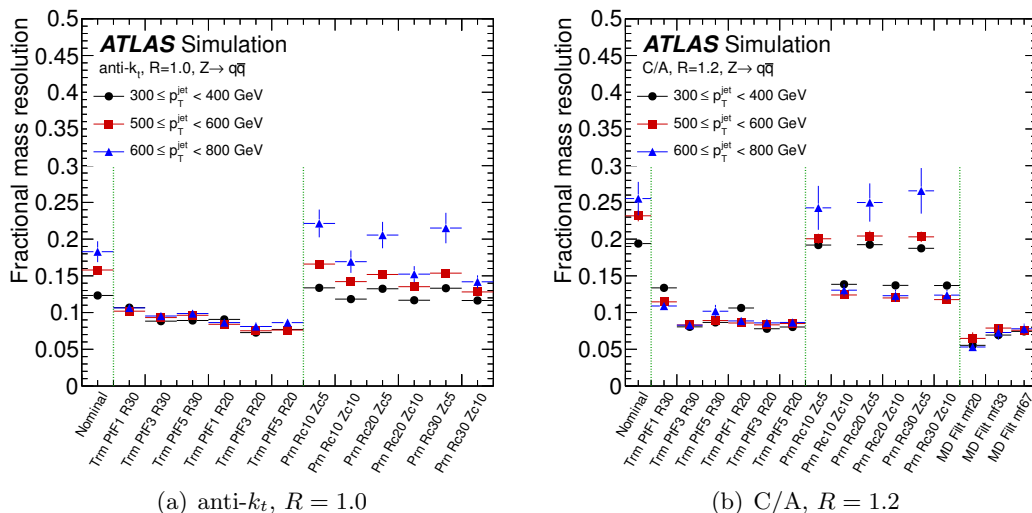 0.5
0.45
0.4
0.35
0.3
0.25
0.2
0.15
0.1
0.05
0
Fractional mass resolution
ATLAS Simulation
anti-k_t, R=1.0, Z→ qq̅
300 ≤ p_T^jet < 400 GeV
500 ≤ p_T^jet < 600 GeV
600 ≤ p_T^jet < 800 GeV
Nominal
Trm PtF1 R30
Trm PtF3 R30
Trm PtF5 R30
Trm PtF1 R20
Trm PtF3 R20
Trm PtF5 R20
Prn Rc10 Zc5
Prn Rc10 Zc10
Prn Rc20 Zc5
Prn Rc20 Zc10
Prn Rc30 Zc5
Prn Rc30 Zc10
(a) anti-k_t, R = 1.0
0.5
0.45
0.4
0.35
0.3
0.25
0.2
0.15
0.1
0.05
0
Fractional mass resolution
ATLAS Simulation
C/A, R=1.2, Z→ qq̅
300 ≤ p_T^jet < 400 GeV
500 ≤ p_T^jet < 600 GeV
600 ≤ p_T^jet < 800 GeV
Nominal
Trm PtF1 R30
Trm PtF3 R30
Trm PtF5 R30
Trm PtF1 R20
Trm PtF3 R20
Trm PtF5 R20
Prn Rc10 Zc5
Prn Rc10 Zc10
Prn Rc20 Zc5
Prn Rc20 Zc10
Prn Rc30 Zc5
Prn Rc30 Zc10
MD Filt mf20
MD Filt mf33
MD Filt mf67
(b) C/A, R = 1.2